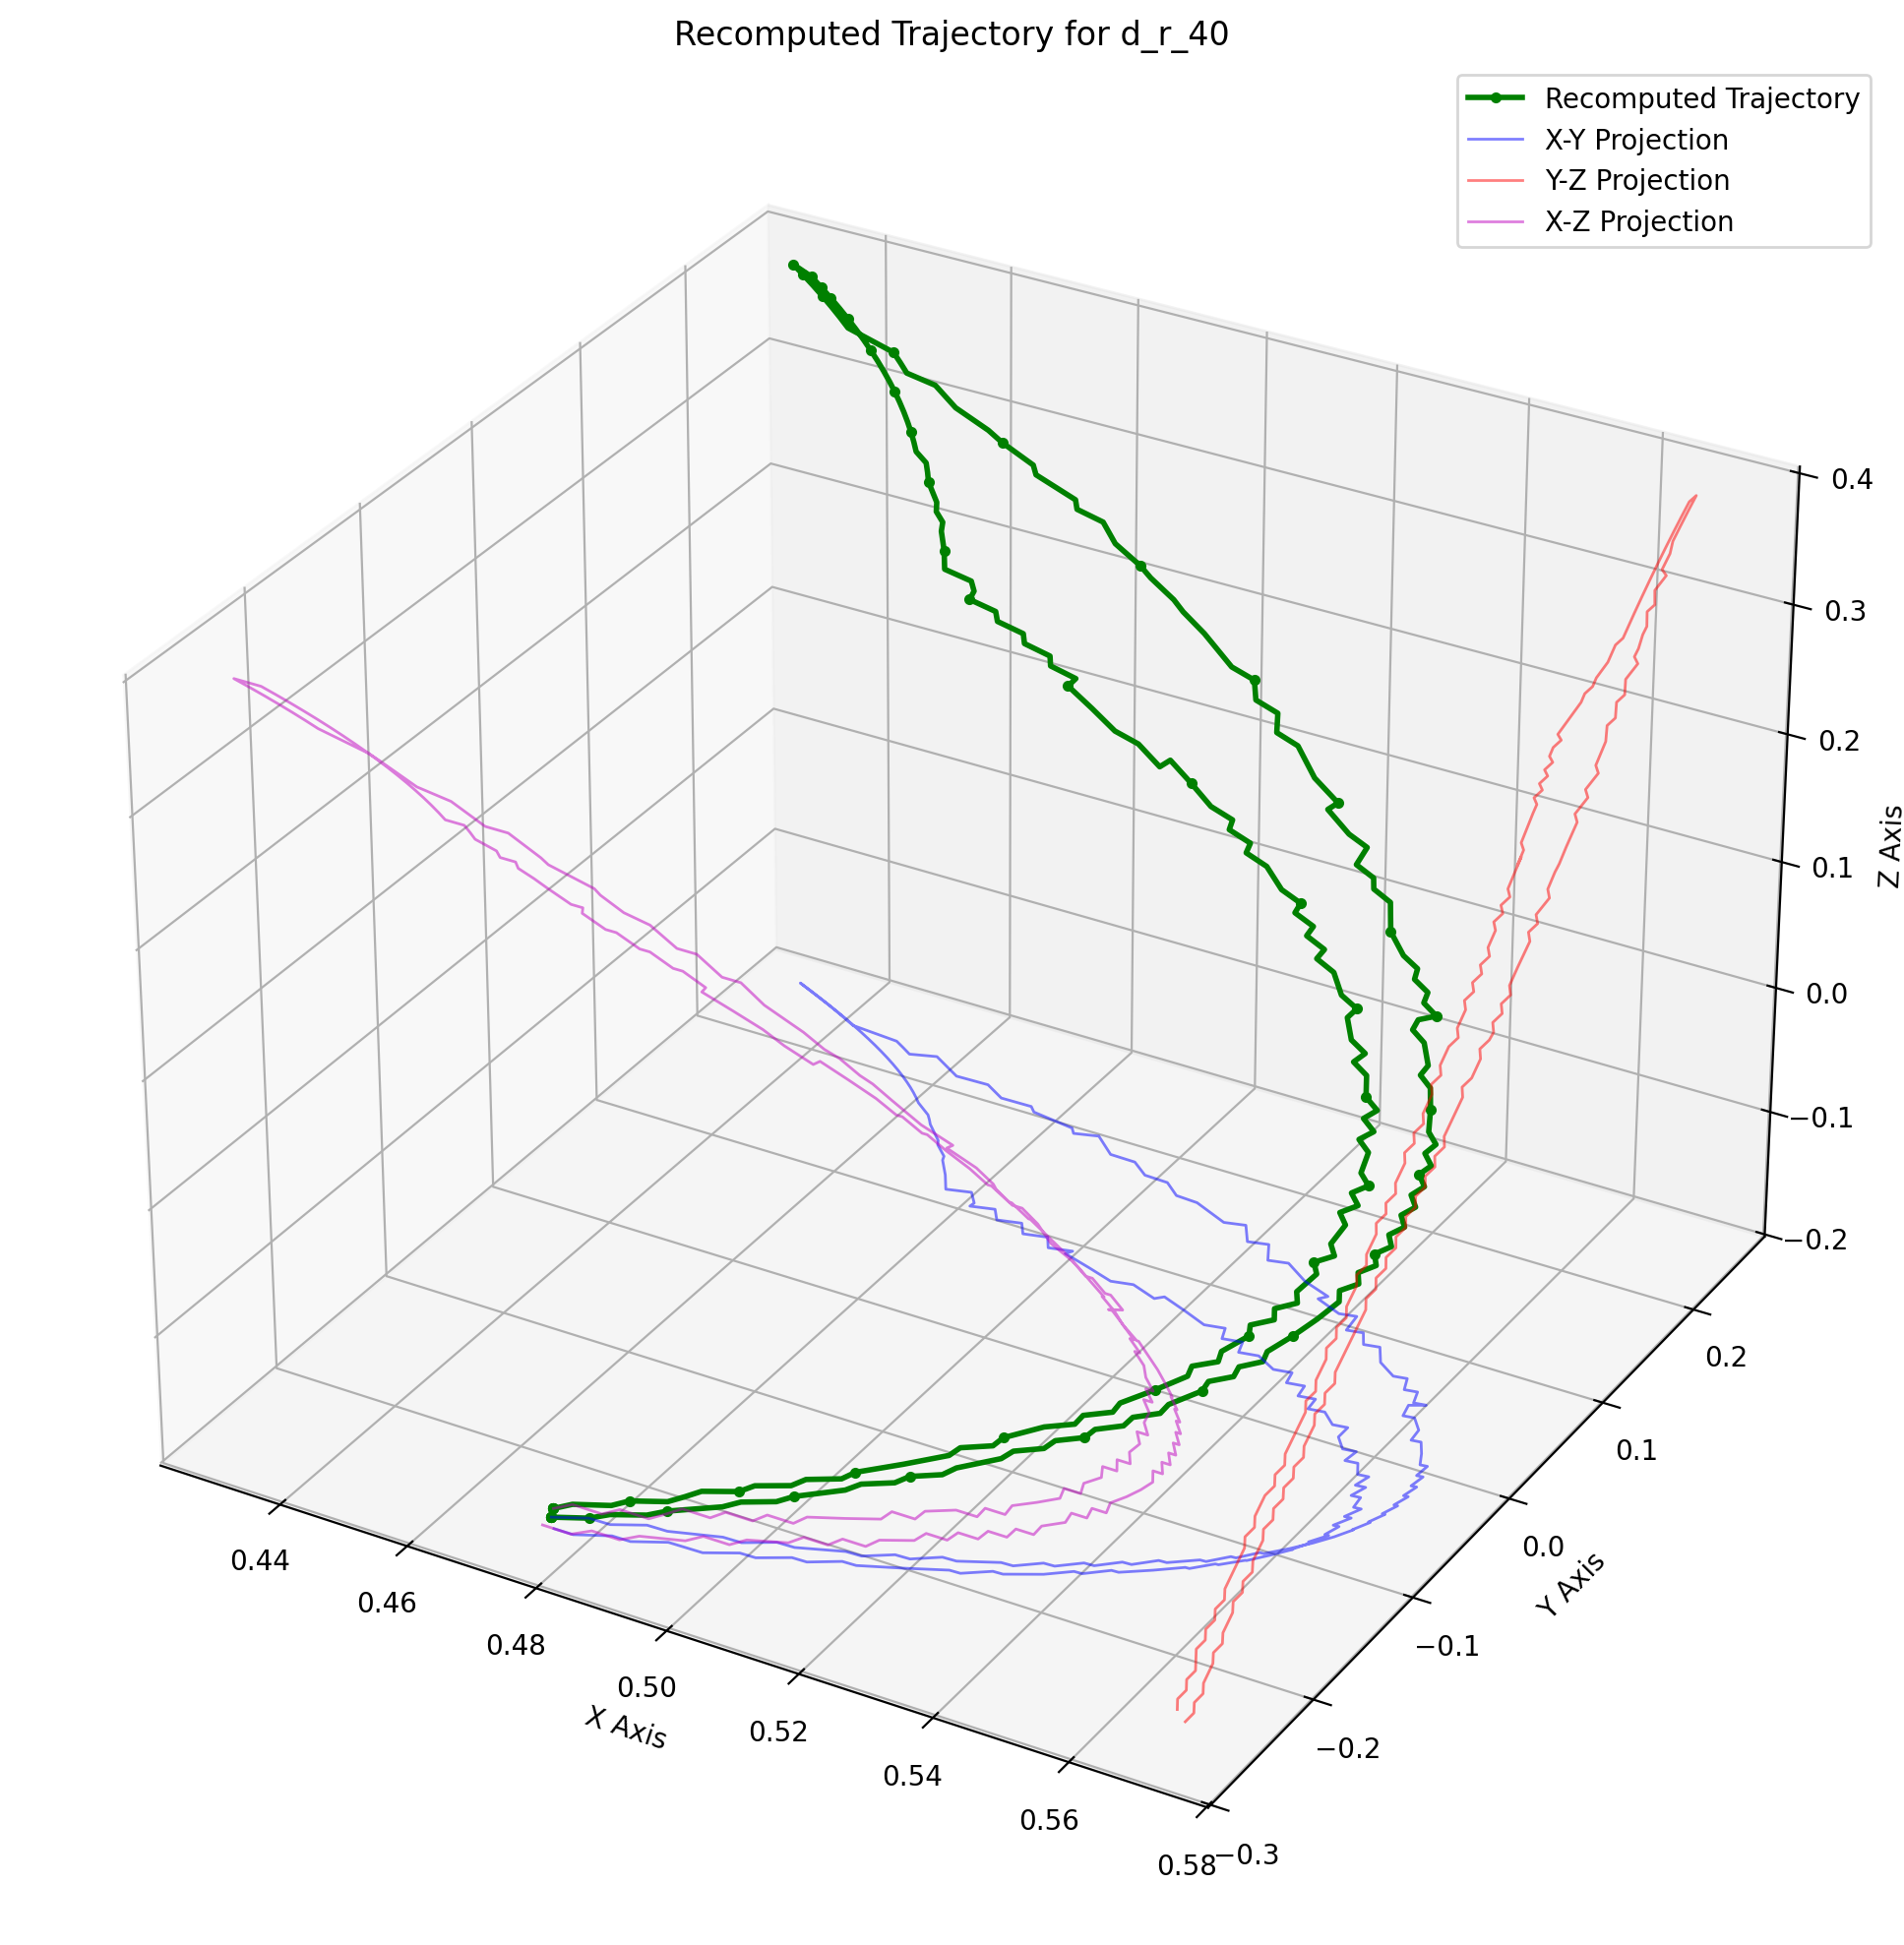 Recomputed Trajectory for d_r_40
Recomputed Trajectory
X-Y Projection
Y-Z Projection
X-Z Projection
0.4
0.3
0.2
0.1
0.0
−0.1
−0.2
Z Axis
0.2
0.1
0.0
−0.1
−0.2
−0.3
Y Axis
0.44
0.46
0.48
0.50
0.52
0.54
0.56
0.58
X Axis